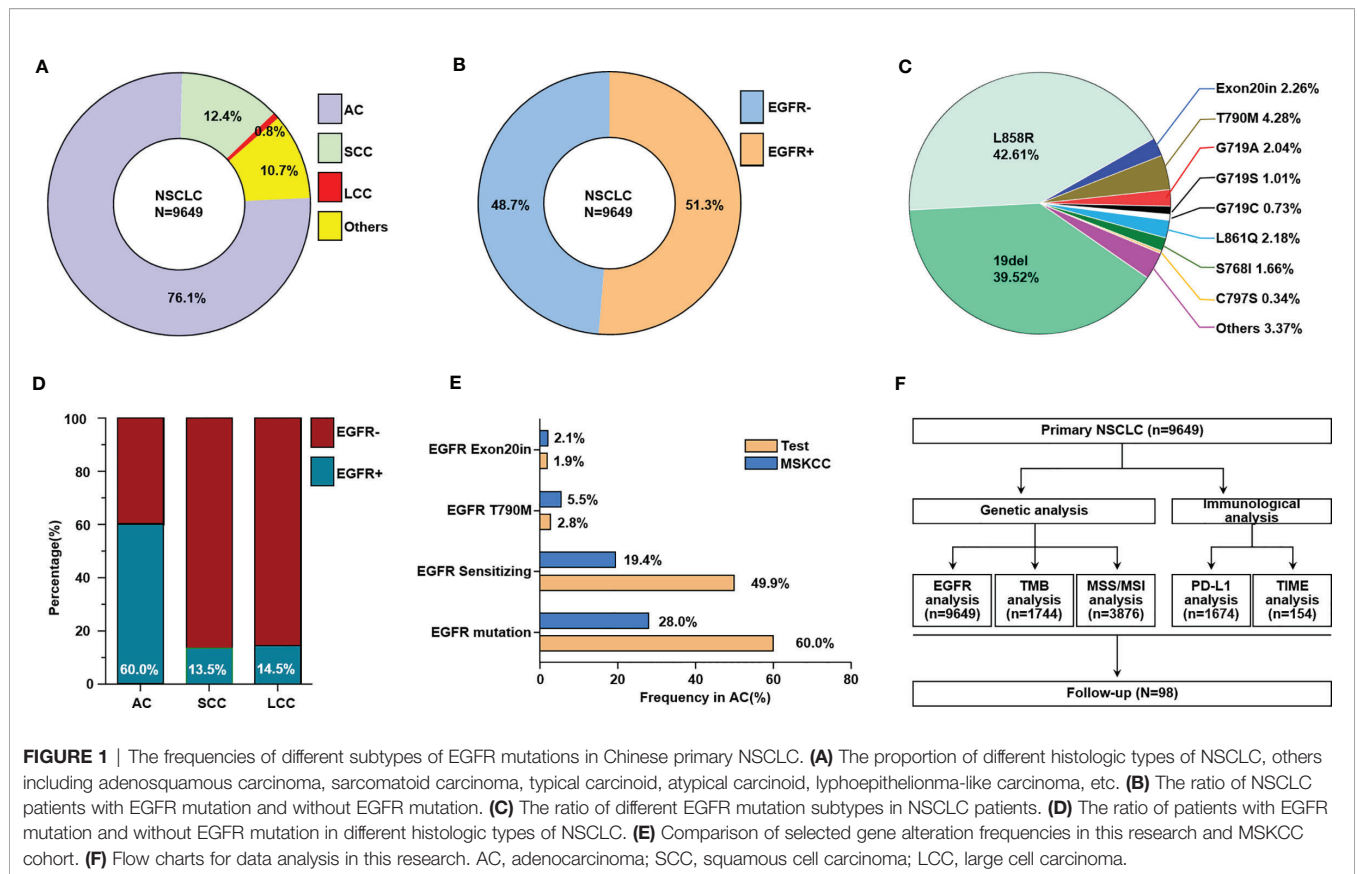 A
12.4%
0.8%
10.7%
NSCLC
N=9649
76.1%
AC
SCC
LCC
Others
B
48.7%
NSCLC
N=9649
51.3%
EGFR-
EGFR+
C
L858R
42.61%
19del
39.52%
Exon20in 2.26%
T790M 4.28%
G719A 2.04%
G719S 1.01%
G719C 0.73%
L861Q 2.18%
S768I 1.66%
C797S 0.34%
Others 3.37%
D
Percentage(%)
100
80
60
40
20
0
60.0%
13.5%
14.5%
AC
SCC
LCC
EGFR-
EGFR+
E
EGFR Exon20in
2.1%
1.9%
EGFR T790M
5.5%
2.8%
EGFR Sensitizing
19.4%
49.9%
EGFR mutation
28.0%
60.0%
Test
MSKCC
0
20
40
60
80
Frequency in AC(%)
F
Primary NSCLC (n=9649)
Genetic analysis
Immunological
analysis
EGFR
analysis
(n=9649)
TMB
analysis
(n=1744)
MSS/MSI
analysis
(n=3876)
PD-L1
analysis
(n=1674)
TIME
analysis
(n=154)
Follow-up (N=98)
FIGURE 1 | The frequencies of different subtypes of EGFR mutations in Chinese primary NSCLC. (A) The proportion of different histologic types of NSCLC, others
including adenosquamous carcinoma, sarcomatoid carcinoma, typical carcinoid, atypical carcinoid, lyphoepithelionma-like carcinoma, etc. (B) The ratio of NSCLC
patients with EGFR mutation and without EGFR mutation. (C) The ratio of different EGFR mutation subtypes in NSCLC patients. (D) The ratio of patients with EGFR
mutation and without EGFR mutation in different histologic types of NSCLC. (E) Comparison of selected gene alteration frequencies in this research and MSKCC
cohort. (F) Flow charts for data analysis in this research. AC, adenocarcinoma; SCC, squamous cell carcinoma; LCC, large cell carcinoma.